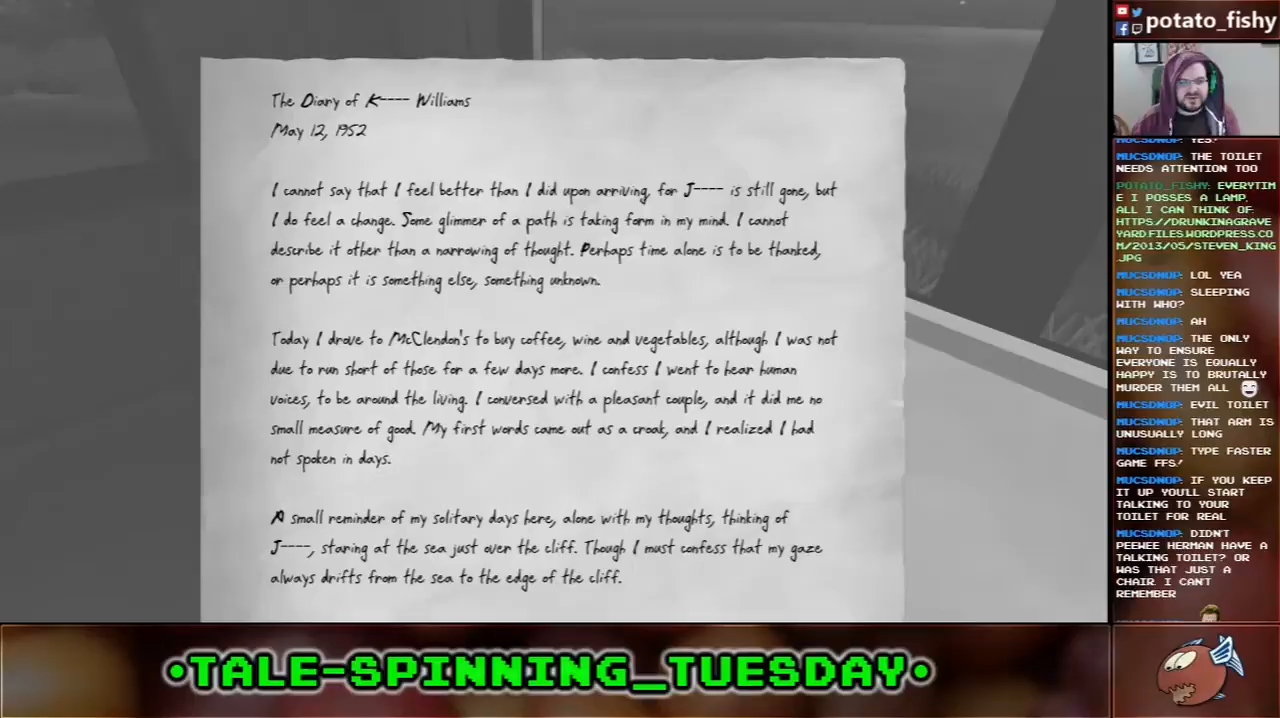 The Diary of K---- Williams
May 12, 1952
I cannot say that I feel better than I did upon arriving, for J---- is still gone, but
I do feel a change. Some glimmer of a path is taking form in my mind. I cannot
describe it other than a narrowing of thought. Perhaps time alone is to be thanked,
or perhaps it is something else, something unknown.
Today I drove to McClendon's to buy coffee, wine and vegetables, although I was not
due to run short of those for a few days more. I confess I went to hear human
voices, to be around the living. I conversed with a pleasant couple, and it did me no
small measure of good. My first words came out as a croak, and I realized I had
not spoken in days.
A small reminder of my solitary days here, alone with my thoughts, thinking of
J----, staring at the sea just over the cliff. Though I must confess that my gaze
always drifts from the sea to the edge of the cliff.
potato_fishy
MUCSDNOP: YES!
MUCSDNOP: THE TOILET
NEEDS ATTENTION TOO
POTATO_FISHY: EVERYTIM
E I POSSES A LAMP,
ALL I CAN THINK OF:
HTTPS://DRUNKINAGRAVE
YARD.FILES.WORDPRESS.CO
M/2013/05/STEVEN_KING
.JPG
MUCSDNOP: LOL YEA
MUCSDNOP: SLEEPING
WITH WHO?
MUCSDNOP: AH
MUCSDNOP: THE ONLY
WAY TO ENSURE
EVERYONE IS EQUALLY
HAPPY IS TO BRUTALLY
MURDER THEM ALL
MUCSDNOP: EVIL TOILET
MUCSDNOP: THAT ARM IS
UNUSUALLY LONG
MUCSDNOP: TYPE FASTER
GAME FFS!
MUCSDNOP: IF YOU KEEP
IT UP YOU'LL START
TALKING TO YOUR
TOILET FOR REAL
MUCSDNOP: DIDN'T
PEEWEE HERMAN HAVE A
TALKING TOILET? OR
WAS THAT JUST A
CHAIR. I CAN'T
REMEMBER
•TALE-SPINNING_TUESDAY•